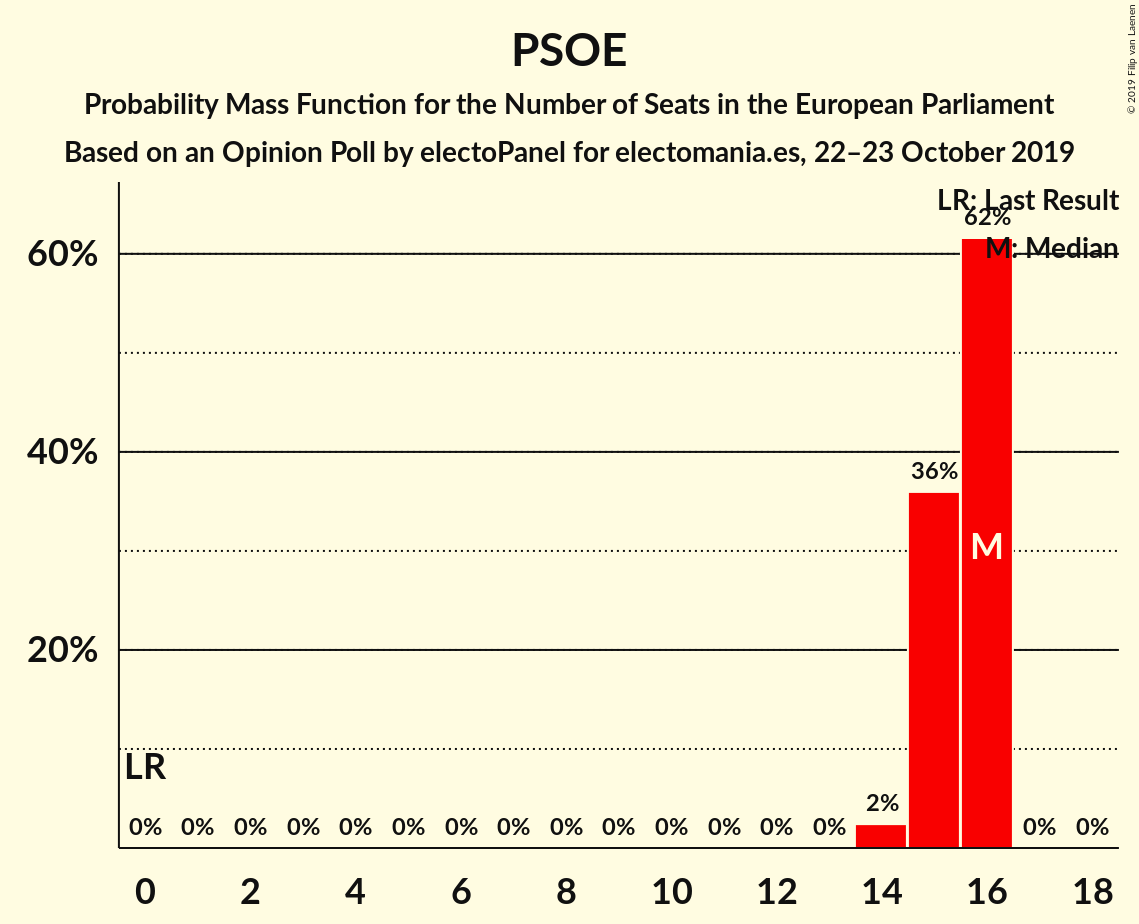 PSOE
Probability Mass Function for the Number of Seats in the European Parliament
Based on an Opinion Poll by electoPanel for electomania.es, 22–23 October 2019
© 2019 Filip van Laenen
LR: Last Result
62%
M: Median
60%
40%
36%
M
20%
LR
2%
0% 0% 0% 0% 0% 0% 0% 0% 0% 0% 0% 0% 0% 0% 0% 0%
0 2 4 6 8 10 12 14 16 18